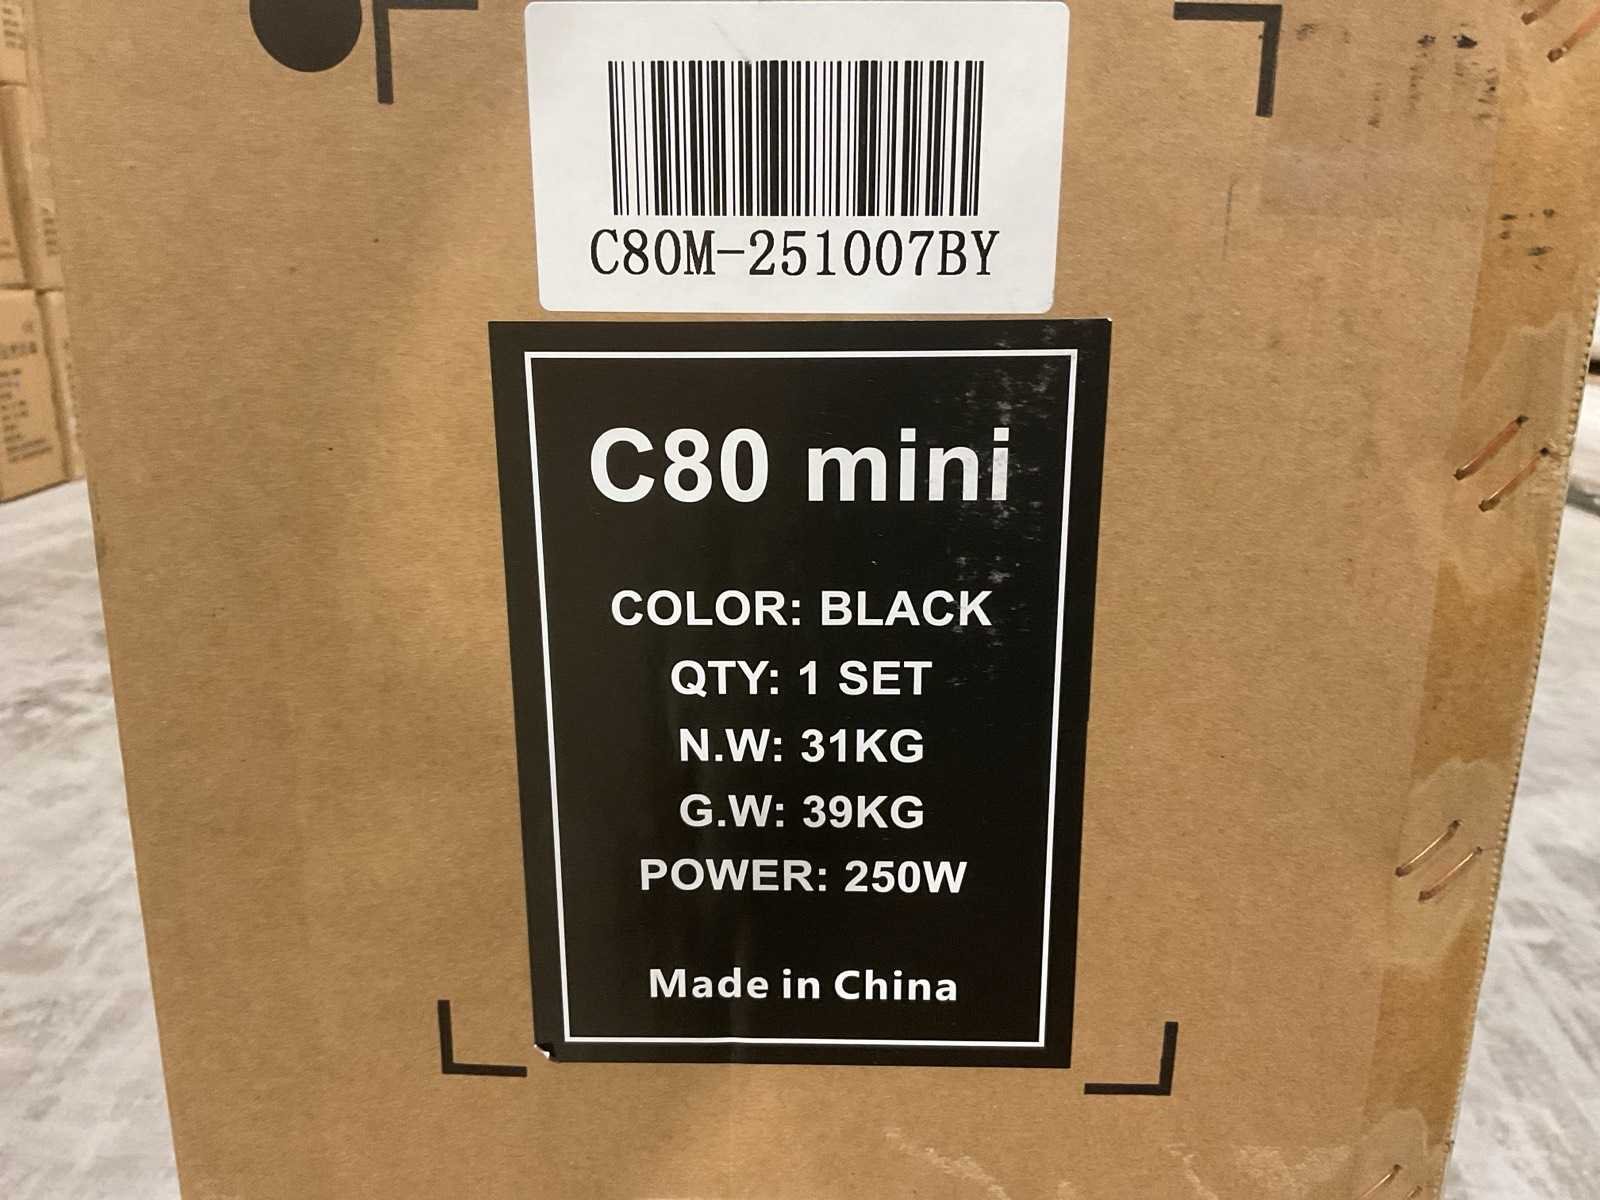 C80M-251007BY
C80 mini
COLOR: BLACK
QTY: 1 SET
N.W: 31KG
G.W: 39KG
POWER: 250W
Made in China